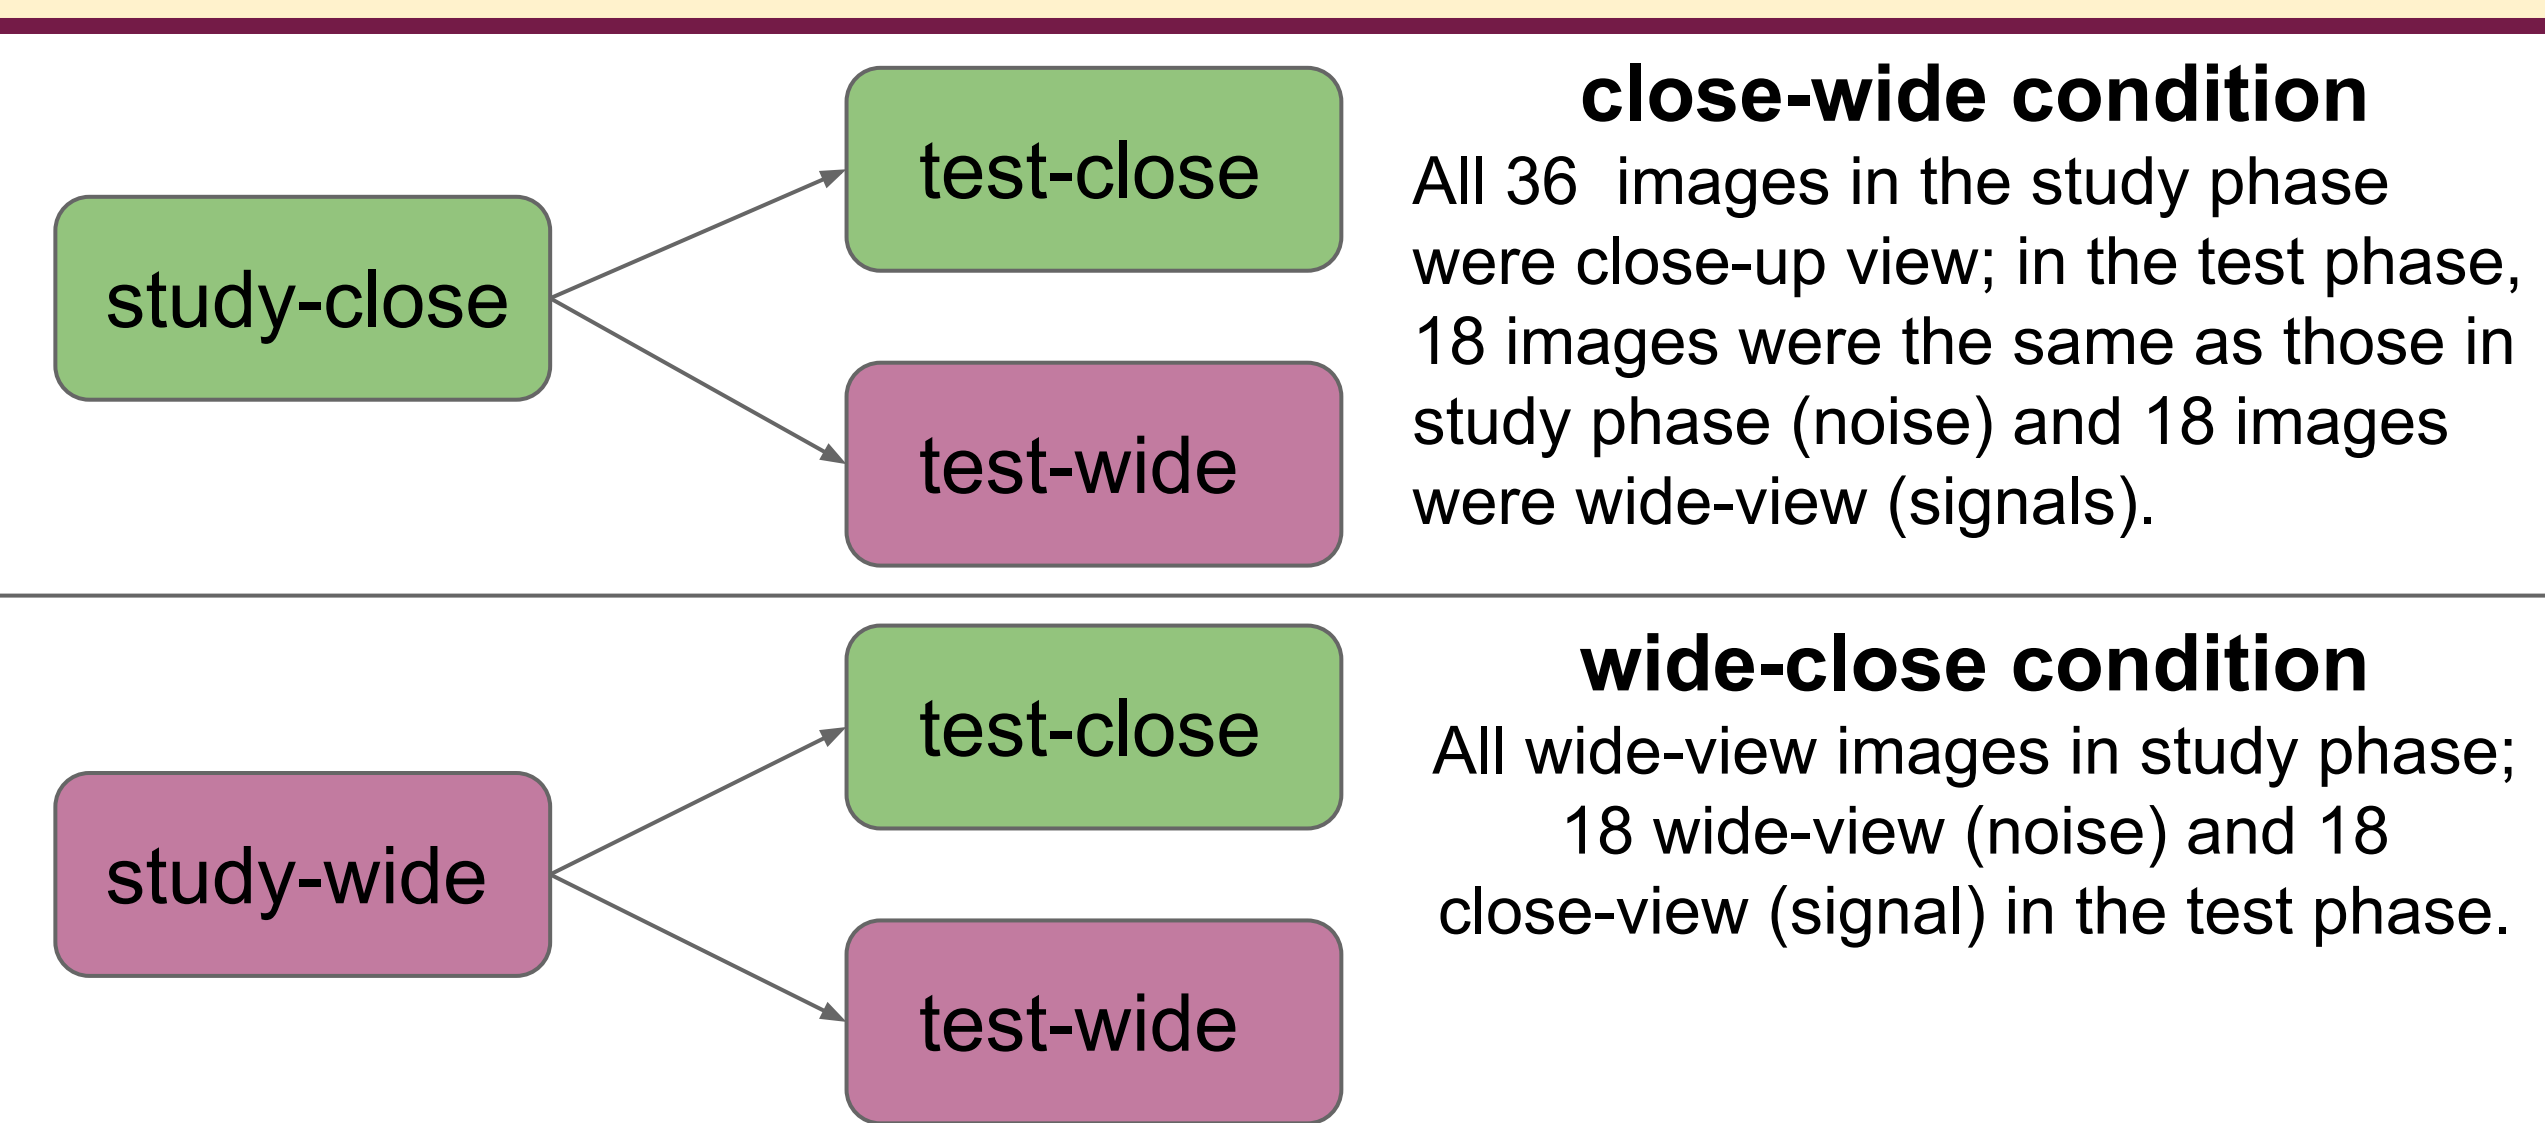 study-close
test-close
test-wide
close-wide condition
All 36  images in the study phase
were close-up view; in the test phase,
18 images were the same as those in
study phase (noise) and 18 images
were wide-view (signals).
study-wide
test-close
test-wide
wide-close condition
All wide-view images in study phase;
18 wide-view (noise) and 18
close-view (signal) in the test phase.